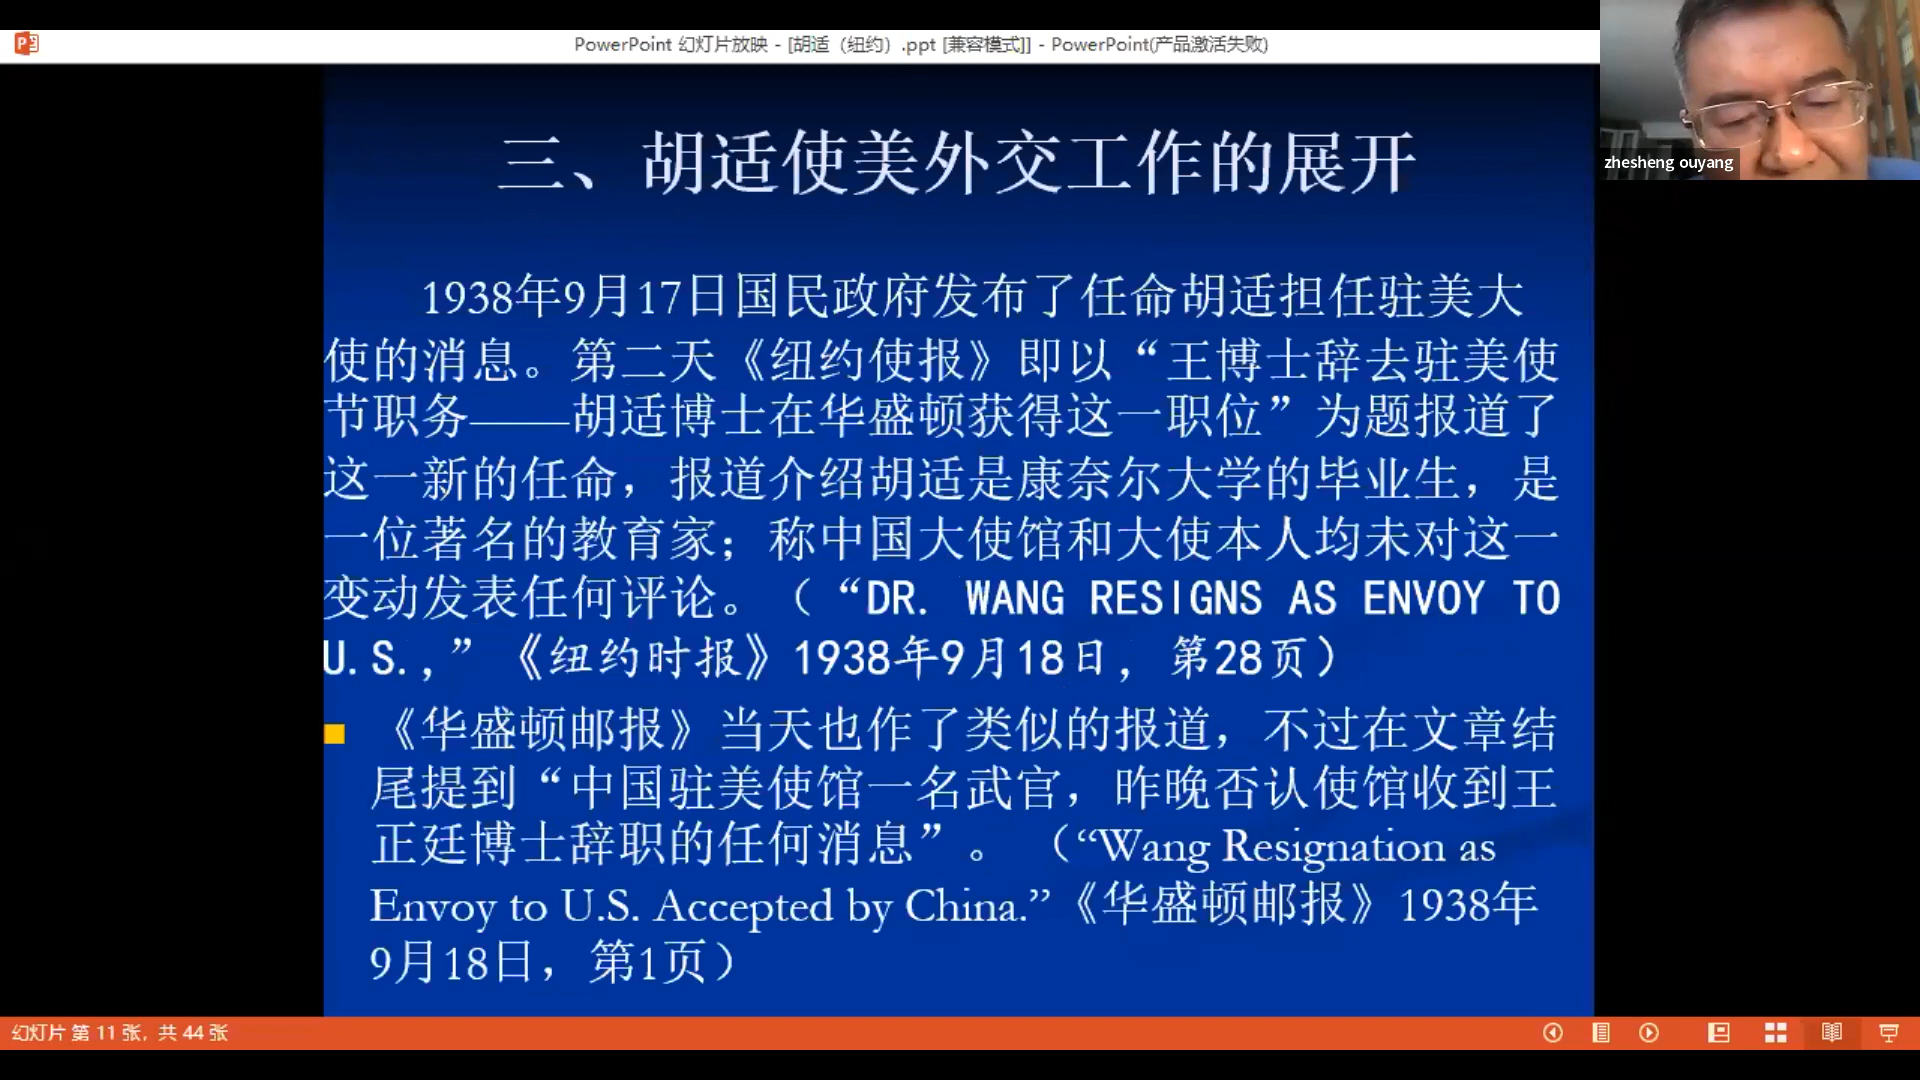 PowerPoint 幻灯片放映 - [胡适（纽约）.ppt [兼容模式]] - PowerPoint(产品激活失败)
zhesheng ouyang
三、胡适使美外交工作的展开
1938年9月17日国民政府发布了任命胡适担任驻美大
使的消息。第二天《纽约使报》即以“王博士辞去驻美使
节职务——胡适博士在华盛顿获得这一职位”为题报道了
这一新的任命，报道介绍胡适是康奈尔大学的毕业生，是
一位著名的教育家；称中国大使馆和大使本人均未对这一
变动发表任何评论。（“DR. WANG RESIGNS AS ENVOY TO
U.S.,”《纽约时报》1938年9月18日，第28页）
《华盛顿邮报》当天也作了类似的报道，不过在文章结
尾提到“中国驻美使馆一名武官，昨晚否认使馆收到王
正廷博士辞职的任何消息”。（“Wang Resignation as
Envoy to U.S. Accepted by China.”《华盛顿邮报》1938年
9月18日，第1页）
幻灯片 第 11 张，共 44 张